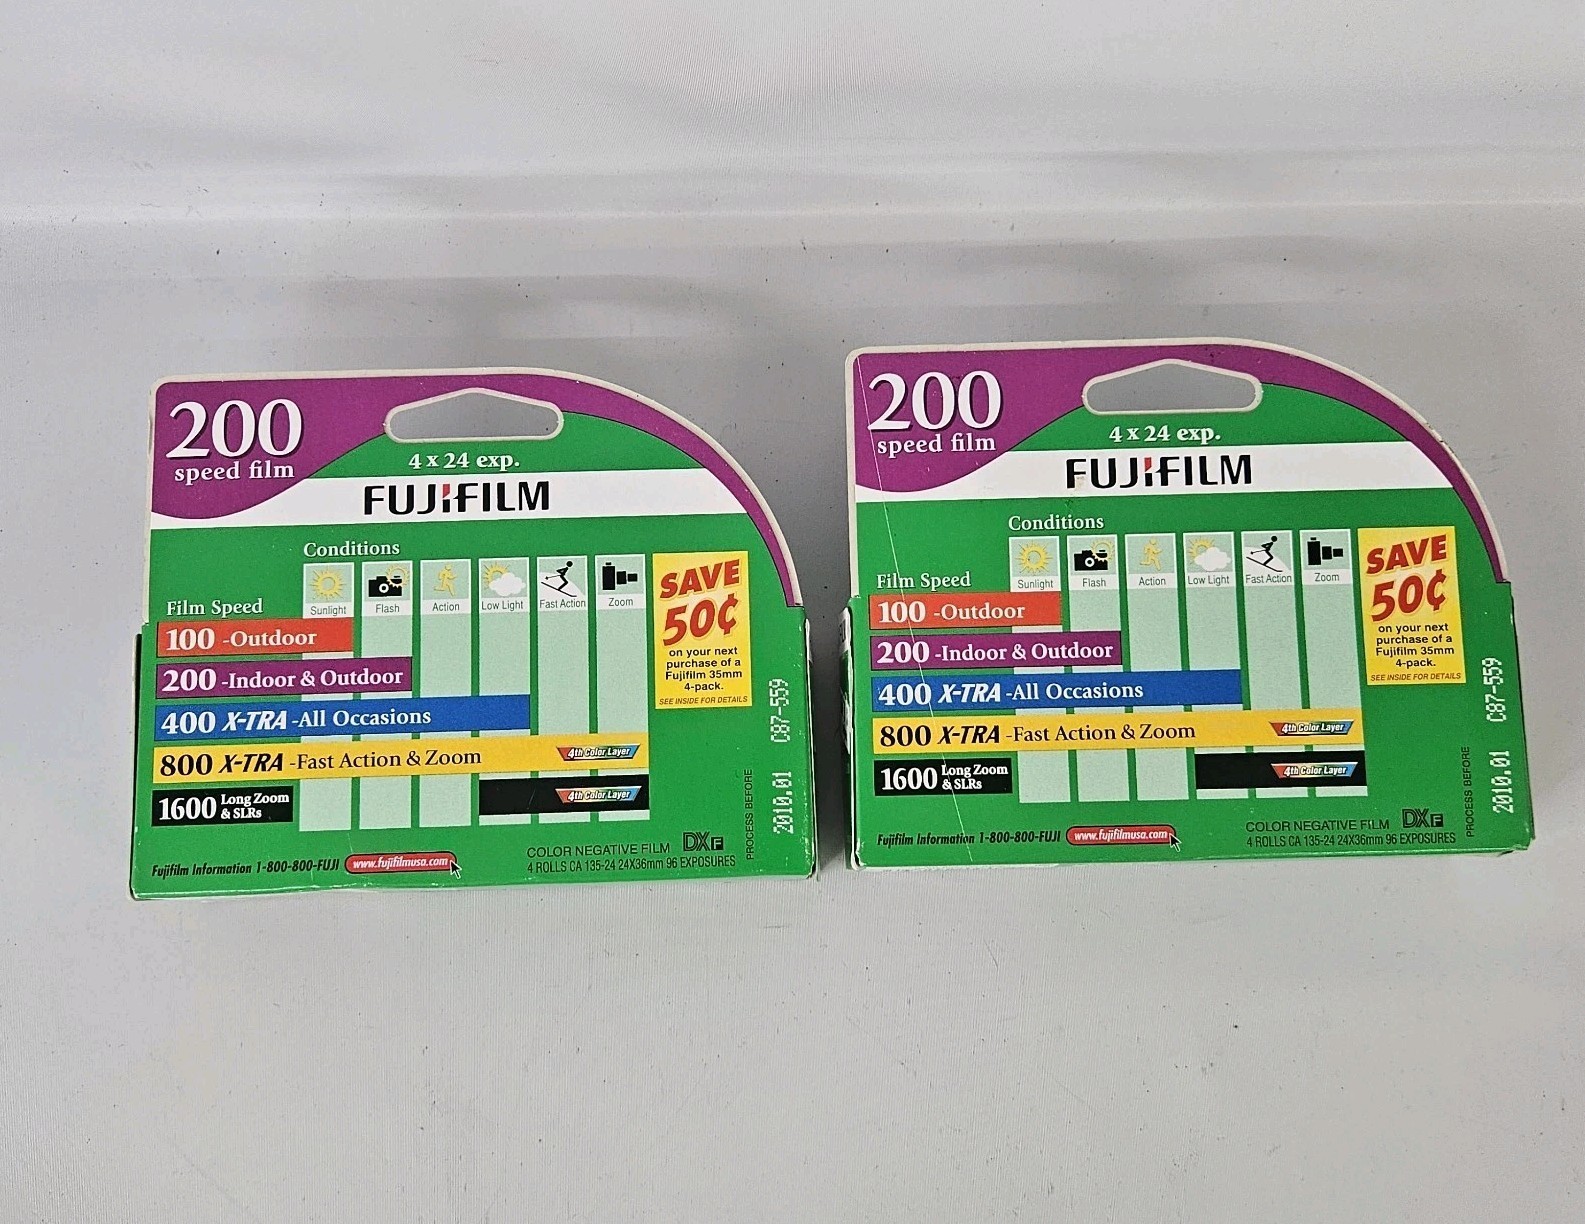 200
speed film
4 x 24 exp.
FUJIFILM
Conditions
Sunlight Flash Action Low Light Fast Action Zoom
Film Speed
100 -Outdoor
200 -Indoor & Outdoor
400 X-TRA -All Occasions
800 X-TRA -Fast Action & Zoom 4th Color Layer
1600 Long Zoom & SLRs 4th Color Layer
SAVE
50¢
on your next
purchase of a
Fujifilm 35mm
4-pack.
SEE INSIDE FOR DETAILS
Fujifilm Information 1-800-800-FUJI www.fujifilmusa.com
COLOR NEGATIVE FILM DX F
4 ROLLS CA 135-24 24X36mm 96 EXPOSURES
PROCESS BEFORE
2010.01 C87-559
200
speed film
4 x 24 exp.
FUJIFILM
Conditions
Sunlight Flash Action Low Light Fast Action Zoom
Film Speed
100 -Outdoor
200 -Indoor & Outdoor
400 X-TRA -All Occasions
800 X-TRA -Fast Action & Zoom 4th Color Layer
1600 Long Zoom & SLRs 4th Color Layer
SAVE
50¢
on your next
purchase of a
Fujifilm 35mm
4-pack.
SEE INSIDE FOR DETAILS
Fujifilm Information 1-800-800-FUJI www.fujifilmusa.com
COLOR NEGATIVE FILM DX F
4 ROLLS CA 135-24 24X36mm 96 EXPOSURES
PROCESS BEFORE
2010.01 C87-559